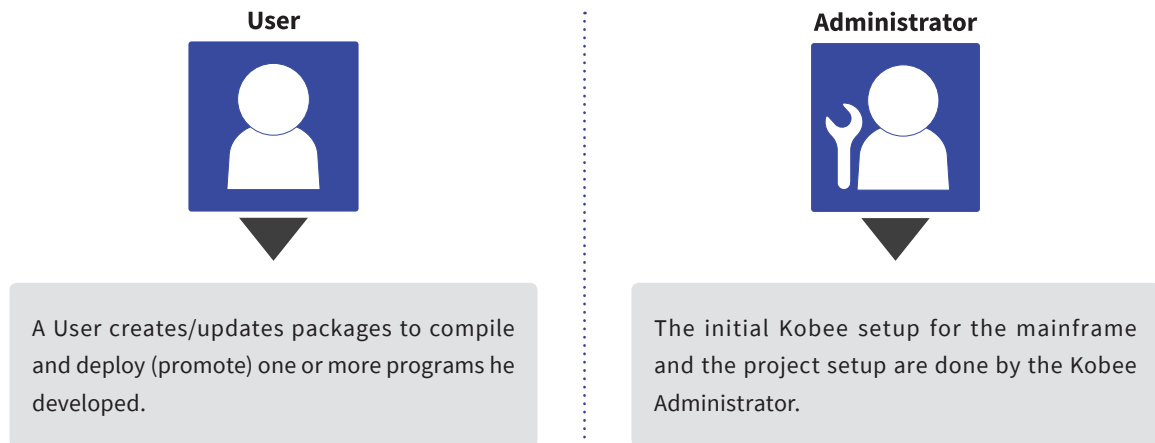 User
A User creates/updates packages to compile
and deploy (promote) one or more programs he
developed.
Administrator
The initial Kobee setup for the mainframe
and the project setup are done by the Kobee
Administrator.